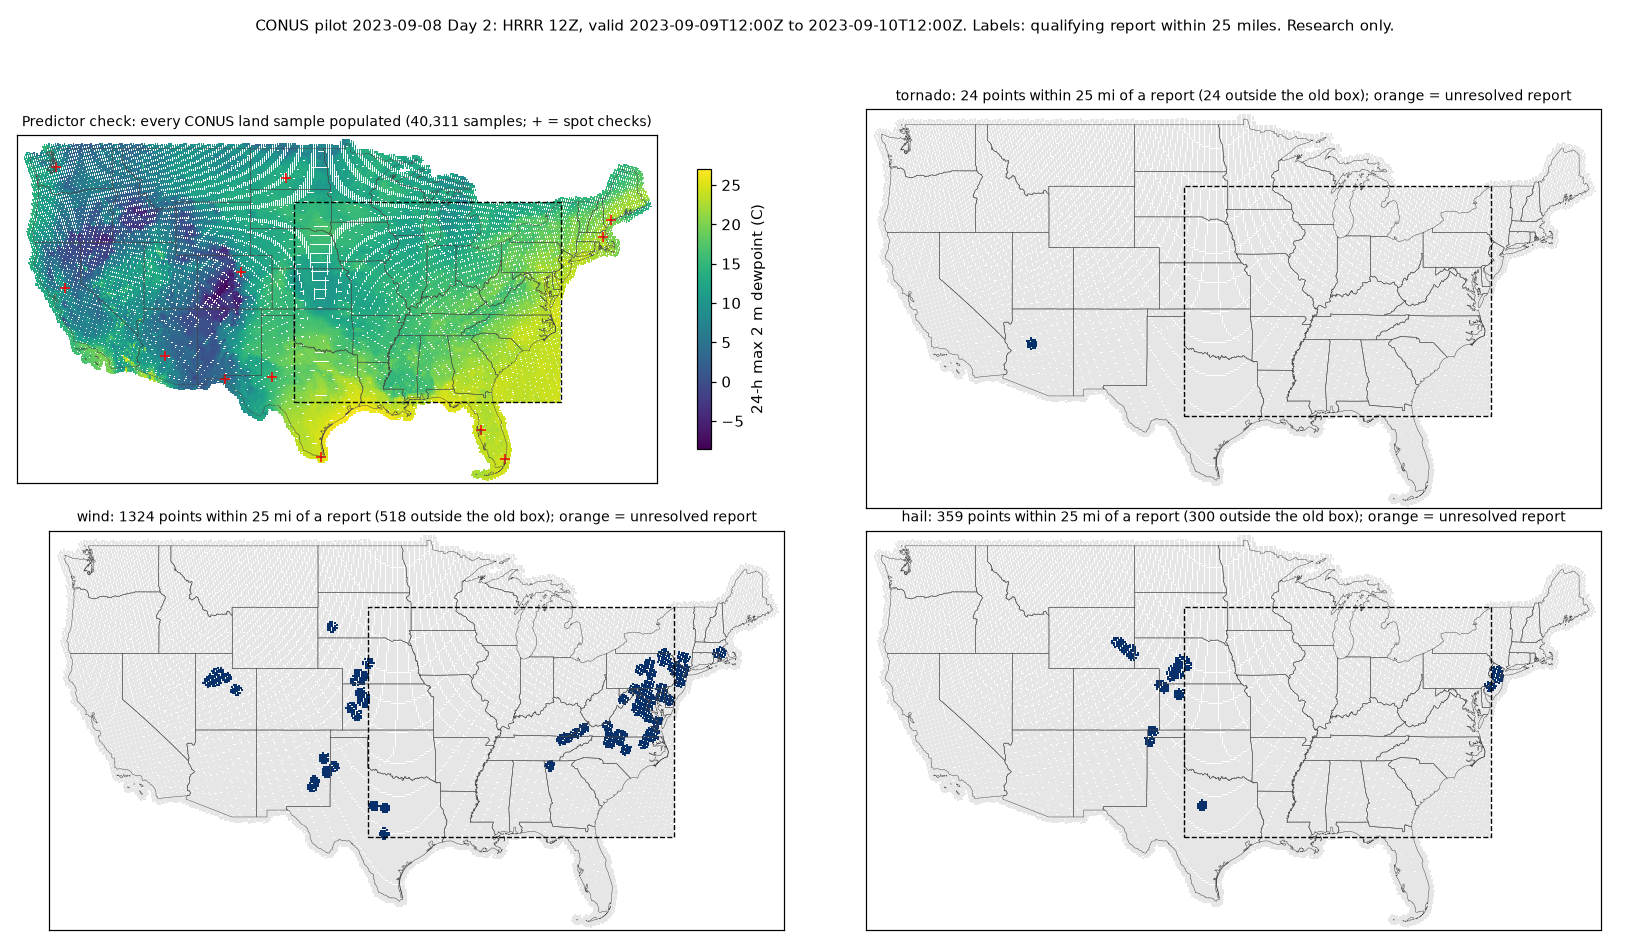 CONUS pilot 2023-09-08 Day 2: HRRR 12Z, valid 2023-09-09T12:00Z to 2023-09-10T12:00Z. Labels: qualifying report within 25 miles. Research only.
Predictor check: every CONUS land sample populated (40,311 samples; + = spot checks)
25
20
15
10
5
0
−5
24-h max 2 m dewpoint (C)
tornado: 24 points within 25 mi of a report (24 outside the old box); orange = unresolved report
wind: 1324 points within 25 mi of a report (518 outside the old box); orange = unresolved report
hail: 359 points within 25 mi of a report (300 outside the old box); orange = unresolved report